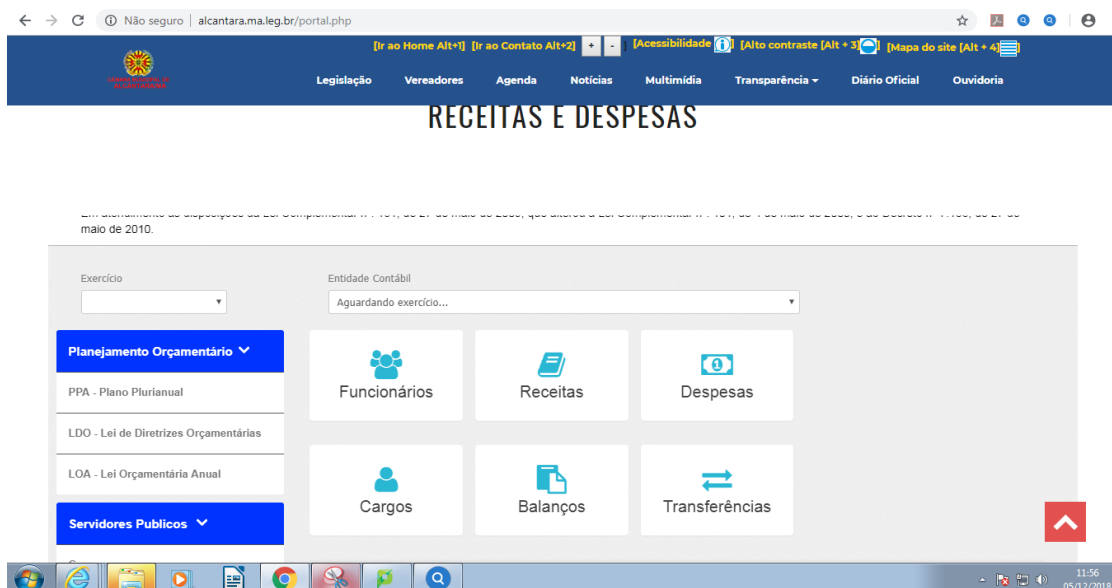 Não seguro | alcantara.ma.leg.br/portal.php
[Ir ao Home Alt+1] [Ir ao Contato Alt+2] + - ] [Acessibilidade ] [Alto contraste [Alt + 3] ] [Mapa do site [Alt + 4] ]
Legislação Vereadores Agenda Notícias Multimídia Transparência Diário Oficial Ouvidoria
RECEITAS E DESPESAS
maio de 2010.
Exercício Entidade Contábil
Aguardando exercício...
Planejamento Orçamentário
PPA - Plano Plurianual
LDO - Lei de Diretrizes Orçamentárias
LOA - Lei Orçamentária Anual
Servidores Publicos
Funcionários Receitas Despesas
Cargos Balanços Transferências
11:56
05/12/2018